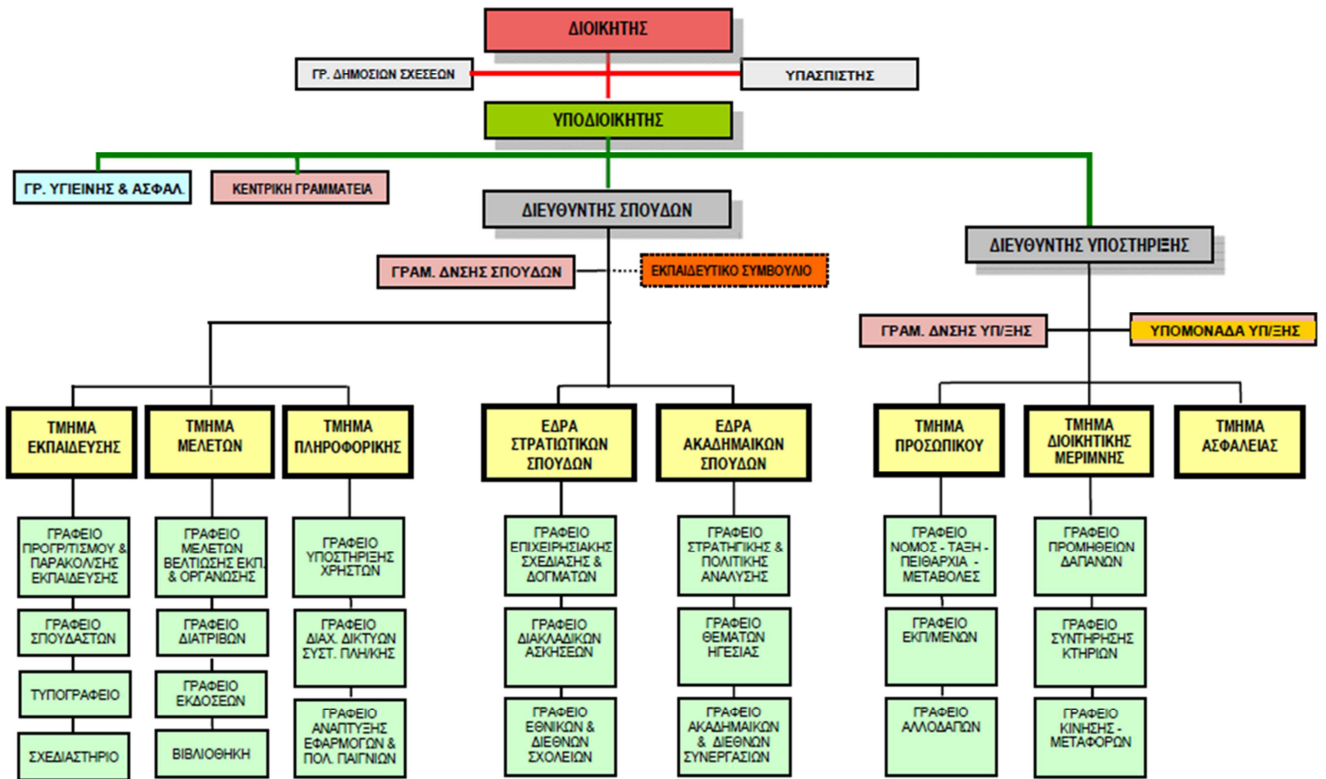 ΔΙΟΙΚΗΤΗΣ
ΓΡ. ΔΗΜΟΣΙΩΝ ΣΧΕΣΕΩΝ
ΥΠΑΣΠΙΣΤΗΣ
ΥΠΟΔΙΟΙΚΗΤΗΣ
ΓΡ. ΥΓΙΕΙΝΗΣ & ΑΣΦΑΛ.
ΚΕΝΤΡΙΚΗ ΓΡΑΜΜΑΤΕΙΑ
ΔΙΕΥΘΥΝΤΗΣ ΣΠΟΥΔΩΝ
ΔΙΕΥΘΥΝΤΗΣ ΥΠΟΣΤΗΡΙΞΗΣ
ΓΡΑΜ. ΔΝΣΗΣ ΣΠΟΥΔΩΝ
ΕΚΠΑΙΔΕΥΤΙΚΟ ΣΥΜΒΟΥΛΙΟ
ΓΡΑΜ. ΔΝΣΗΣ ΥΠ/ΞΗΣ
ΥΠΟΜΟΝΑΔΑ ΥΠ/ΞΗΣ
ΤΜΗΜΑ
ΕΚΠΑΙΔΕΥΣΗΣ
ΤΜΗΜΑ
ΜΕΛΕΤΩΝ
ΤΜΗΜΑ
ΠΛΗΡΟΦΟΡΙΚΗΣ
ΕΔΡΑ
ΣΤΡΑΤΙΩΤΙΚΩΝ
ΣΠΟΥΔΩΝ
ΕΔΡΑ
ΑΚΑΔΗΜΑΙΚΩΝ
ΣΠΟΥΔΩΝ
ΤΜΗΜΑ
ΠΡΟΣΩΠΙΚΟΥ
ΤΜΗΜΑ
ΔΙΟΙΚΗΤΙΚΗΣ
ΜΕΡΙΜΝΗΣ
ΤΜΗΜΑ
ΑΣΦΑΛΕΙΑΣ
ΓΡΑΦΕΙΟ
ΠΡΟΓΡ/ΤΙΣΜΟΥ &
ΠΑΡΑΚΟΛ/ΣΗΣ
ΕΚΠΑΙΔΕΥΣΗΣ
ΓΡΑΦΕΙΟ
ΜΕΛΕΤΩΝ
ΒΕΛΤΙΩΣΗΣ ΕΚΠ.
& ΟΡΓΑΝΩΣΗΣ
ΓΡΑΦΕΙΟ
ΥΠΟΣΤΗΡΙΞΗΣ
ΧΡΗΣΤΩΝ
ΓΡΑΦΕΙΟ
ΕΠΙΧΕΙΡΗΣΙΑΚΗΣ
ΣΧΕΔΙΑΣΗΣ &
ΔΟΓΜΑΤΩΝ
ΓΡΑΦΕΙΟ
ΣΤΡΑΤΗΓΙΚΗΣ &
ΠΟΛΙΤΙΚΗΣ
ΑΝΑΛΥΣΗΣ
ΓΡΑΦΕΙΟ
ΝΟΜΟΣ - ΤΑΞΗ -
ΠΕΙΘΑΡΧΙΑ -
ΜΕΤΑΒΟΛΕΣ
ΓΡΑΦΕΙΟ
ΠΡΟΜΗΘΕΙΩΝ
ΔΑΠΑΝΩΝ
ΓΡΑΦΕΙΟ
ΣΠΟΥΔΑΣΤΩΝ
ΓΡΑΦΕΙΟ
ΔΙΑΤΡΙΒΩΝ
ΓΡΑΦΕΙΟ
ΔΙΑΧ. ΔΙΚΤΥΩΝ
ΣΥΣΤ. ΠΛΗ/ΚΗΣ
ΓΡΑΦΕΙΟ
ΔΙΑΚΛΑΔΙΚΩΝ
ΑΣΚΗΣΕΩΝ
ΓΡΑΦΕΙΟ
ΘΕΜΑΤΩΝ
ΗΓΕΣΙΑΣ
ΓΡΑΦΕΙΟ
ΕΚΠ/ΜΕΝΩΝ
ΓΡΑΦΕΙΟ
ΣΥΝΤΗΡΗΣΗΣ
ΚΤΗΡΙΩΝ
ΤΥΠΟΓΡΑΦΕΙΟ
ΓΡΑΦΕΙΟ
ΕΚΔΟΣΕΩΝ
ΓΡΑΦΕΙΟ
ΑΝΑΠΤΥΞΗΣ
ΕΦΑΡΜΟΓΩΝ &
ΠΟΛ. ΠΑΙΓΝΙΩΝ
ΓΡΑΦΕΙΟ
ΕΘΝΙΚΩΝ &
ΔΙΕΘΝΩΝ
ΣΧΟΛΕΙΩΝ
ΓΡΑΦΕΙΟ
ΑΚΑΔΗΜΑΙΚΩΝ
& ΔΙΕΘΝΩΝ
ΣΥΝΕΡΓΑΣΙΩΝ
ΓΡΑΦΕΙΟ
ΑΛΛΟΔΑΠΩΝ
ΓΡΑΦΕΙΟ
ΚΙΝΗΣΗΣ -
ΜΕΤΑΦΟΡΩΝ
ΣΧΕΔΙΑΣΤΗΡΙΟ
ΒΙΒΛΙΟΘΗΚΗ